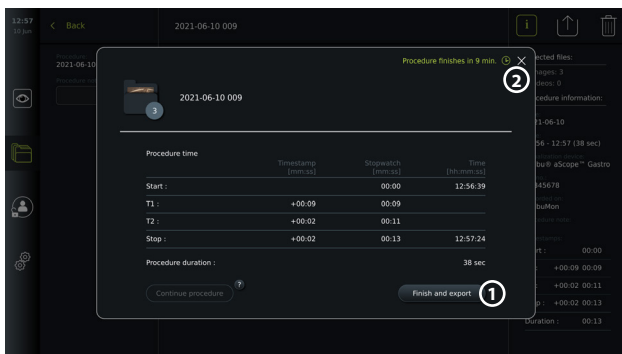 12:57
10 Jun
Back
2021-06-10 009
i
Procedure
2021-06-10
Procedure finishes in 9 min.
2
2021-06-10 009
3
Procedure time
Timestamp [mm:ss]
Stopwatch [mm:ss]
Time [hh:mm:ss]
Start : 00:00 12:56:39
T1 : +00:09 00:09
T2 : +00:02 00:11
Stop : +00:02 00:13 12:57:24
Procedure duration : 38 sec
Continue procedure
?
Finish and export
1
ected files:
mages: 3
deos: 0
cedure information:
21-06-10
56 - 12:57 (38 sec)
bu® aScope™ Gastro
345678
buMon
rt : 00:00
: +00:09 00:09
: +00:02 00:11
p : +00:02 00:13
Duration : 00:13